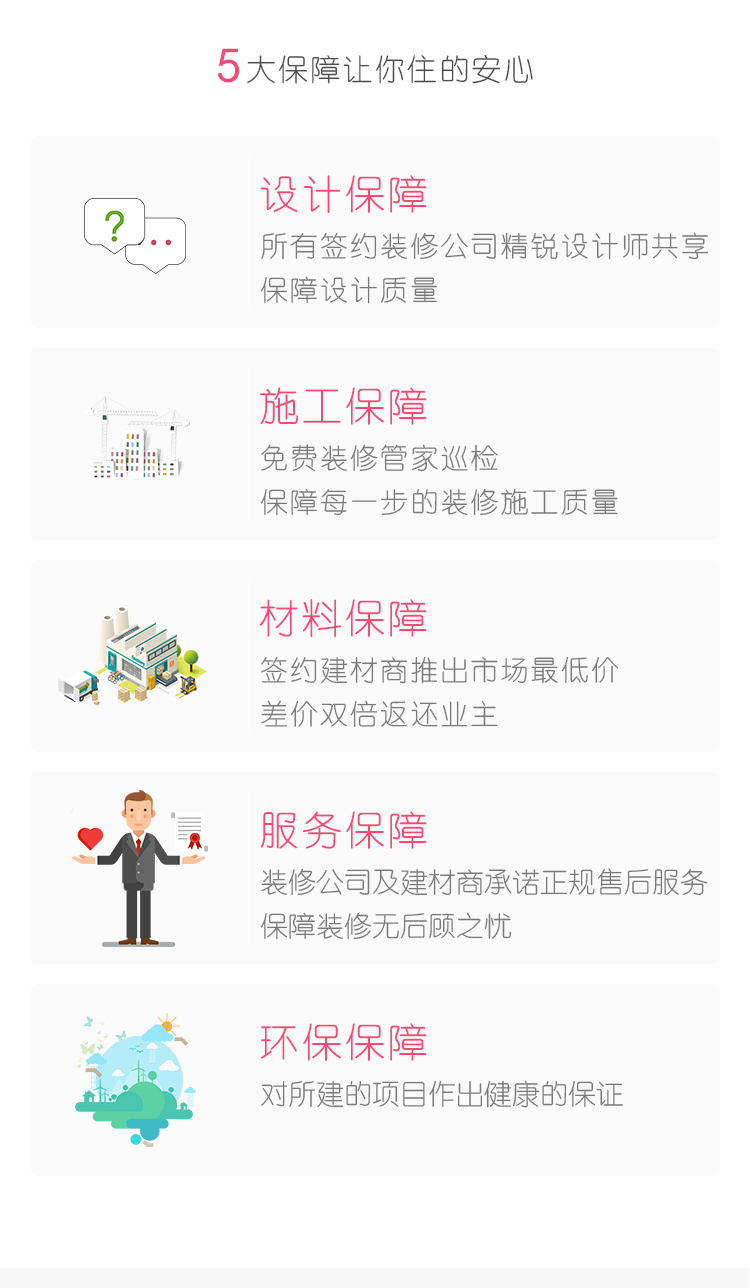 5大保障让你住的安心
设计保障
所有签约装修公司精锐设计师共享
保障设计质量
施工保障
免费装修管家巡检
保障每一步的装修施工质量
材料保障
签约建材商推出市场最低价
差价双倍返还业主
服务保障
装修公司及建材商承诺正规售后服务
保障装修无后顾之忧
环保保障
对所建的项目作出健康的保证